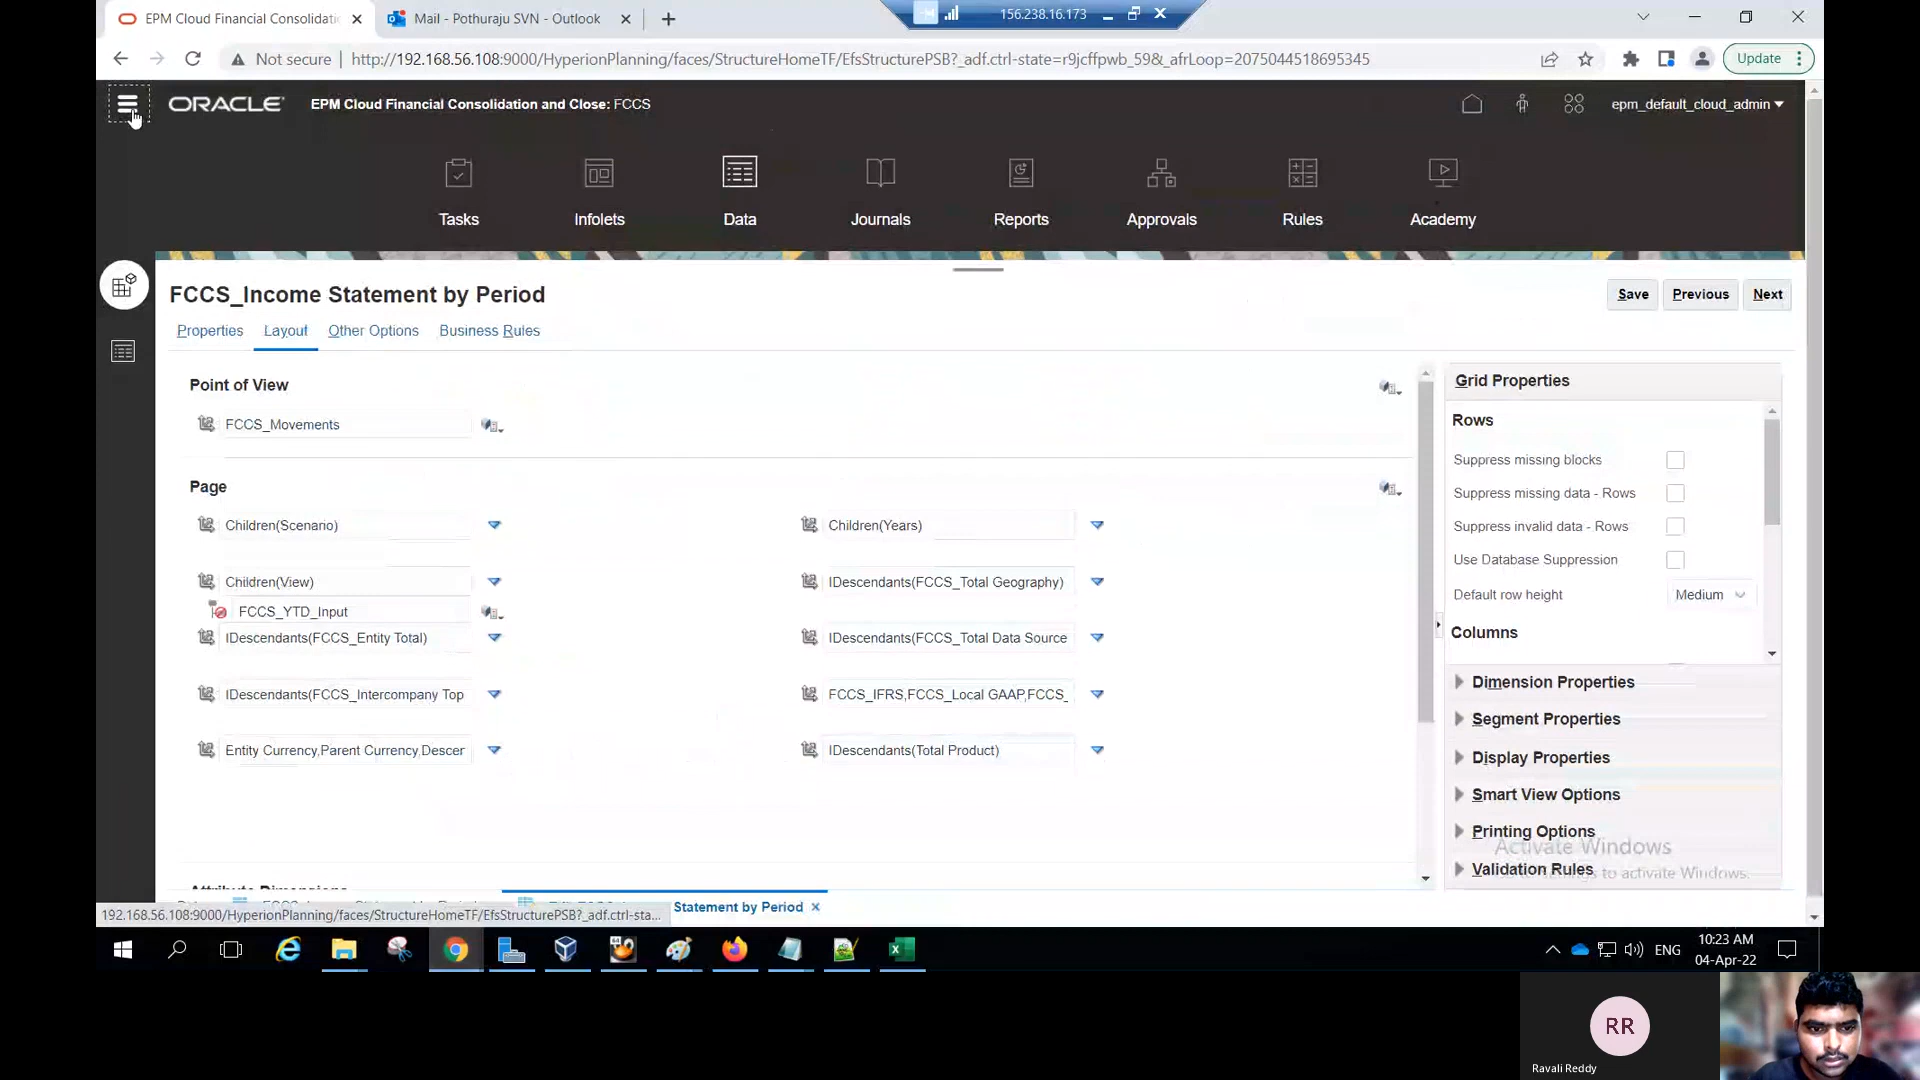 EPM Cloud Financial Consolidatio
Mail - Pothuraju SVN - Outlook
156.238.16.173
Not secure | http://192.168.56.108:9000/HyperionPlanning/faces/StructureHomeTF/EfsStructurePSB?_adf.ctrl-state=r9jcffpwb_59&_afrLoop=2075044518695345
Update
ORACLE
EPM Cloud Financial Consolidation and Close: FCCS
epm_default_cloud_admin
Tasks
Infolets
Data
Journals
Reports
Approvals
Rules
Academy
FCCS_Income Statement by Period
Save
Previous
Next
Properties
Layout
Other Options
Business Rules
Point of View
FCCS_Movements
Page
Children(Scenario)
Children(Years)
Children(View)
IDescendants(FCCS_Total Geography)
FCCS_YTD_Input
IDescendants(FCCS_Entity Total)
IDescendants(FCCS_Total Data Source
IDescendants(FCCS_Intercompany Top
FCCS_IFRS,FCCS_Local GAAP,FCCS_
Entity Currency,Parent Currency,Descer
IDescendants(Total Product)
Grid Properties
Rows
Suppress missing blocks
Suppress missing data - Rows
Suppress invalid data - Rows
Use Database Suppression
Default row height
Medium
Columns
Dimension Properties
Segment Properties
Display Properties
Smart View Options
Printing Options
Activate Windows
Validation Rules
to activate Windows.
192.168.56.108:9000/HyperionPlanning/faces/StructureHomeTF/EfsStructurePSB?_adf.ctrl-sta...
Statement by Period
ENG
10:23 AM
04-Apr-22
RR
Ravali Reddy